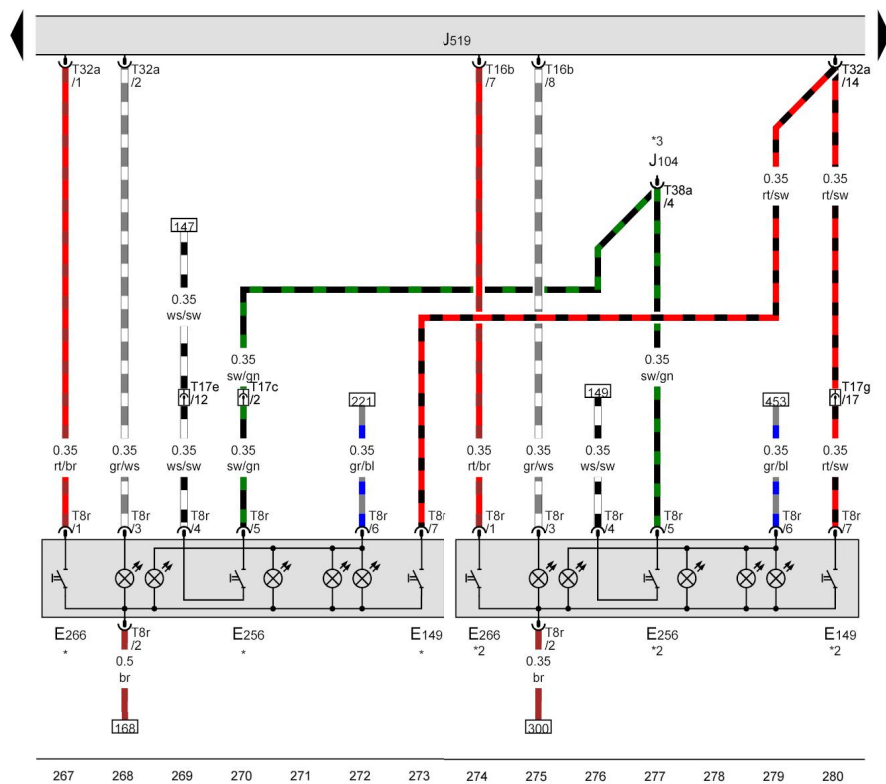 J519
T32a /1
T32a /2
T16b /7
T16b /8
T32a /14
*3
J104
T38a /4
0.35 rt/sw
0.35 rt/sw
147
0.35 ws/sw
0.35 sw/gn
0.35 sw/gn
T17e /12
T17c /2
221
149
453
T17g /17
0.35 rt/br
0.35 gr/ws
0.35 ws/sw
0.35 sw/gn
0.35 gr/bl
0.35 rt/br
0.35 gr/ws
0.35 ws/sw
0.35 gr/bl
0.35 rt/sw
T8r /1
T8r /3
T8r /4
T8r /5
T8r /6
T8r /7
T8r /1
T8r /3
T8r /4
T8r /5
T8r /6
T8r /7
E266 *
T8r /2
E256 *
E149 *
E266 *2
T8r /2
E256 *2
E149 *2
0.5 br
0.35 br
168
300
267 268 269 270 271 272 273 274 275 276 277 278 279 280